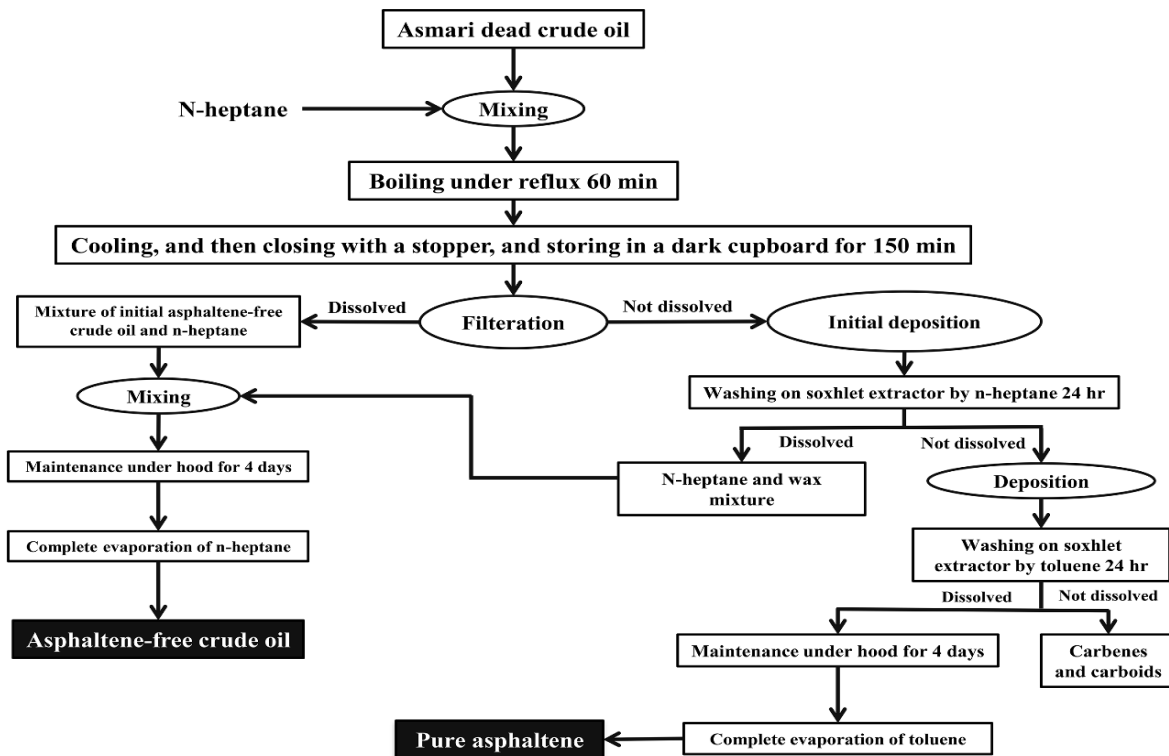 Asmari dead crude oil
N-heptane
Mixing
Boiling under reflux 60 min
Cooling, and then closing with a stopper, and storing in a dark cupboard for 150 min
Mixture of initial asphaltene-free
crude oil and n-heptane
Dissolved
Filteration
Not dissolved
Initial deposition
Mixing
Washing on soxhlet extractor by n-heptane 24 hr
Dissolved
Not dissolved
Maintenance under hood for 4 days
N-heptane and wax
mixture
Deposition
Complete evaporation of n-heptane
Washing on soxhlet
extractor by toluene 24 hr
Dissolved
Not dissolved
Asphaltene-free crude oil
Maintenance under hood for 4 days
Carbenes
and carboids
Pure asphaltene
Complete evaporation of toluene